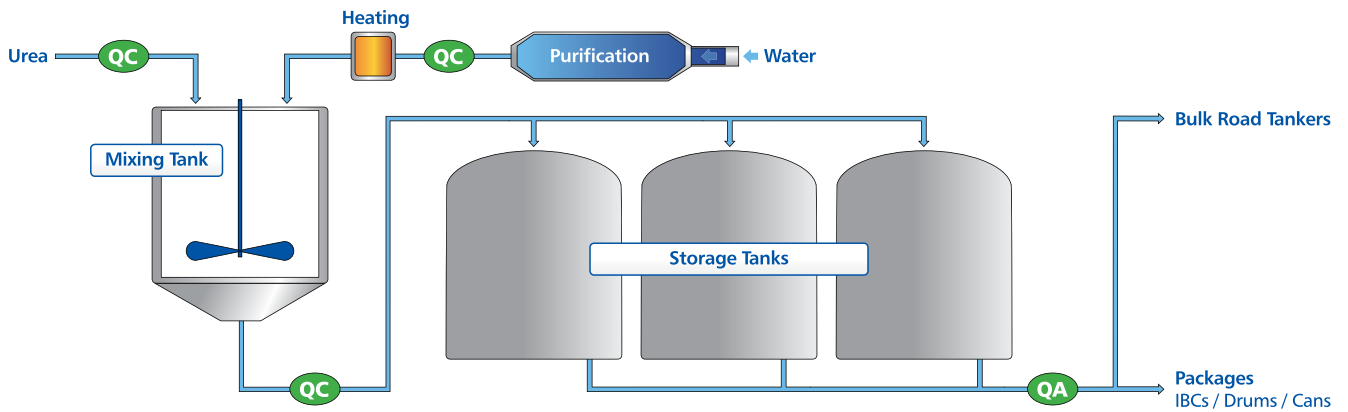 Heating
Urea
QC
QC
Purification
Water
Mixing Tank
Bulk Road Tankers
Storage Tanks
QC
QA
Packages
IBCs / Drums / Cans